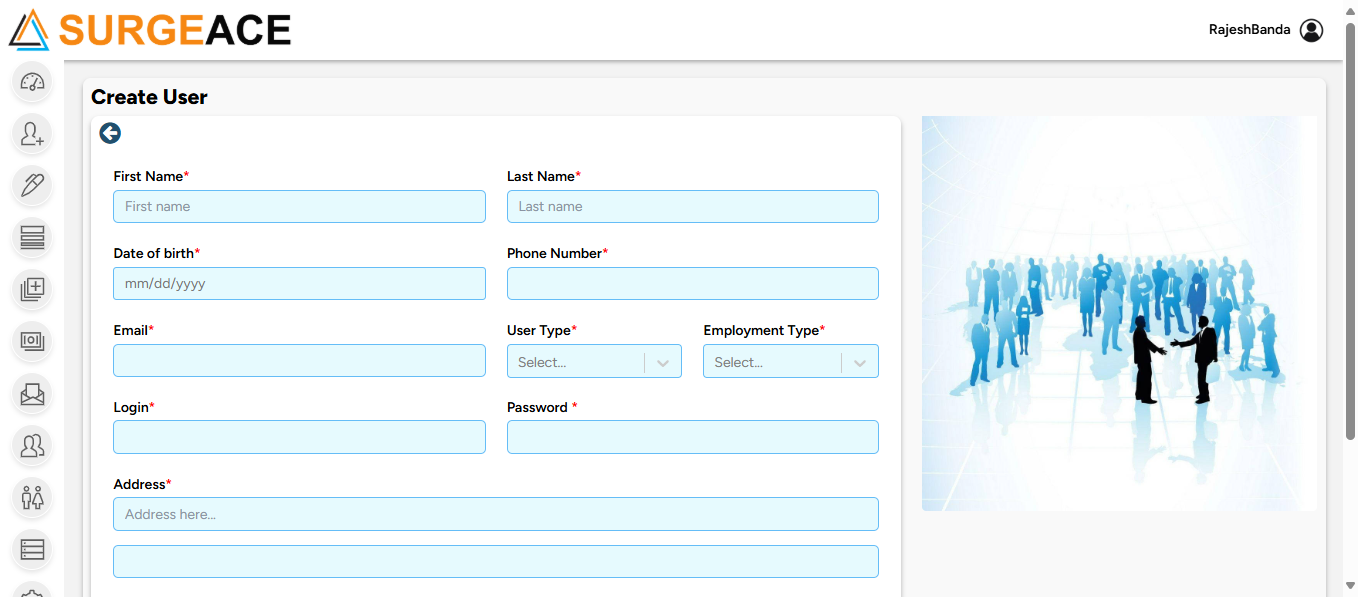 SURGEACE
RajeshBanda
Create User
First Name* Last Name*
First name Last name
Date of birth* Phone Number*
mm/dd/yyyy
Email* User Type* Employment Type*
Select... Select...
Login* Password *
Address*
Address here...